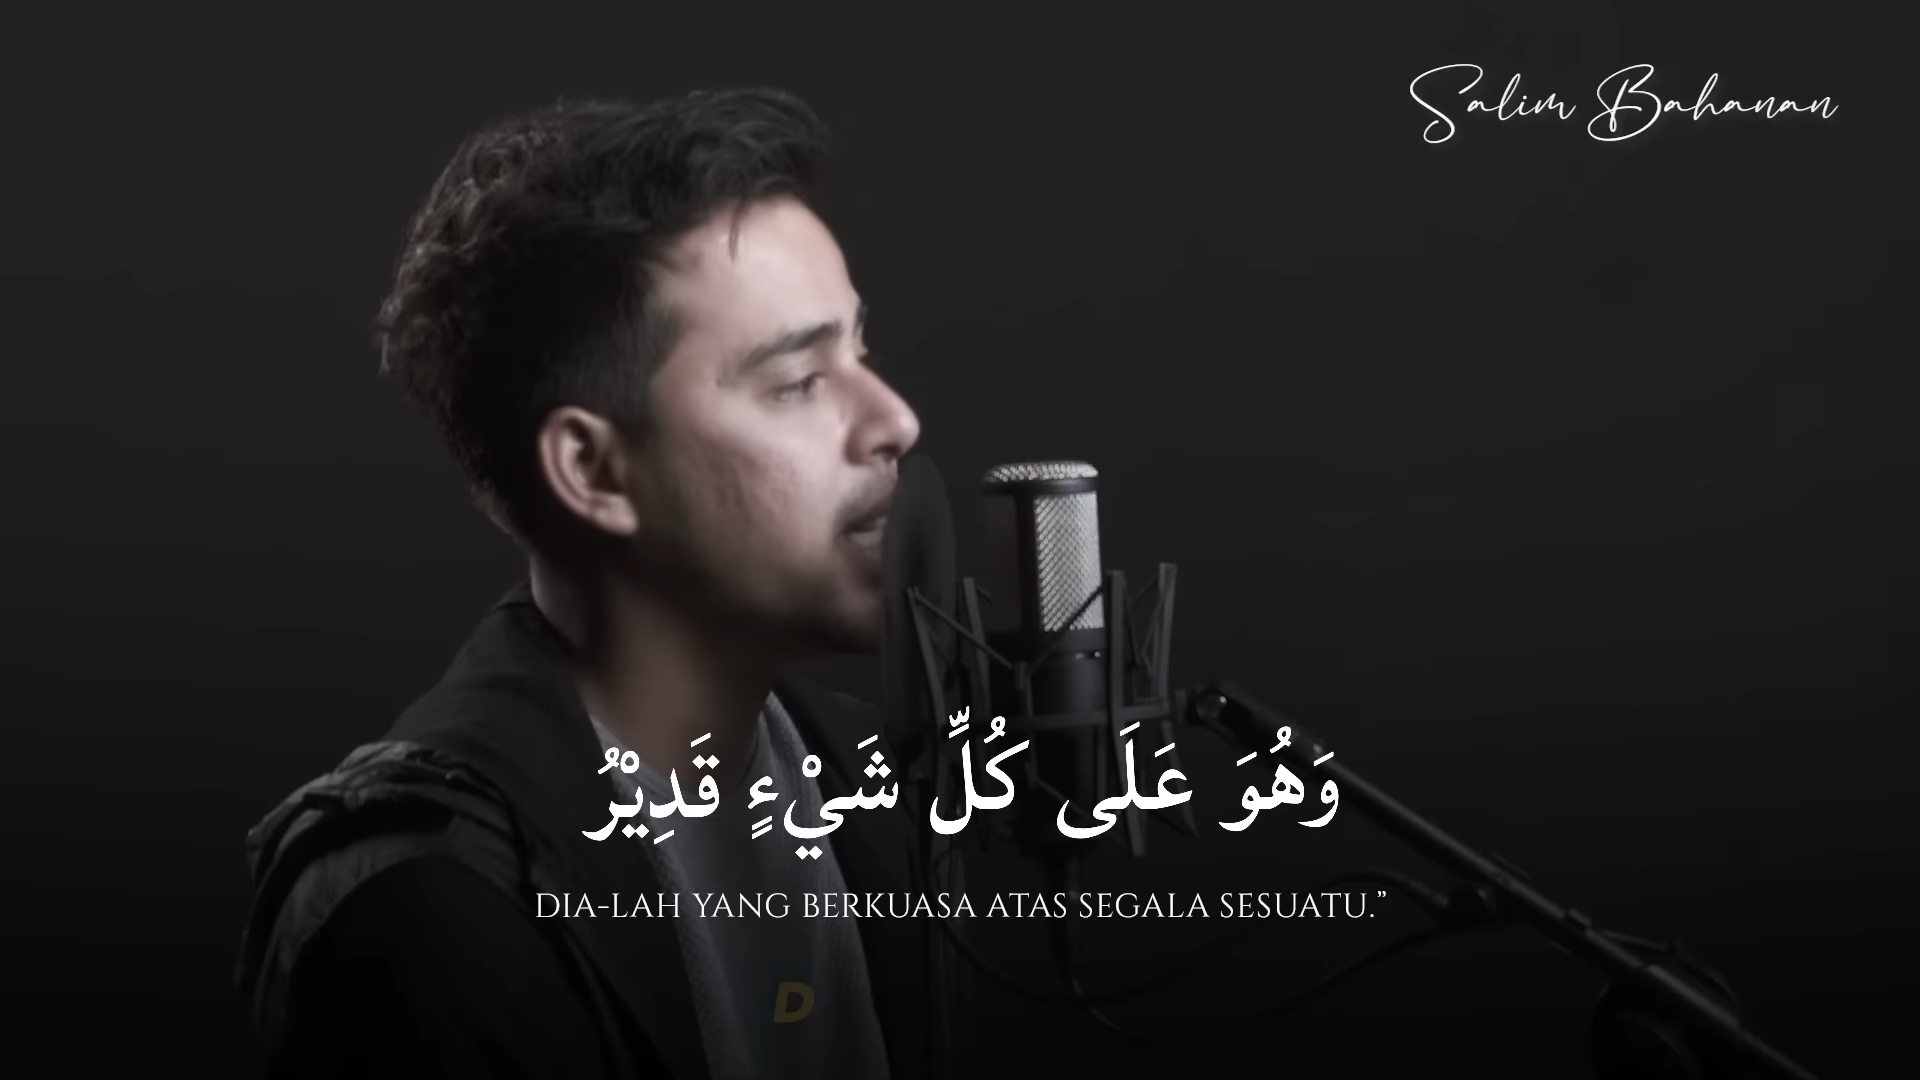 Salim Bahanan
وَهُوَ عَلَى كُلِّ شَيْءٍ قَدِيْرٌ
DIA-LAH YANG BERKUASA ATAS SEGALA SESUATU.”
D